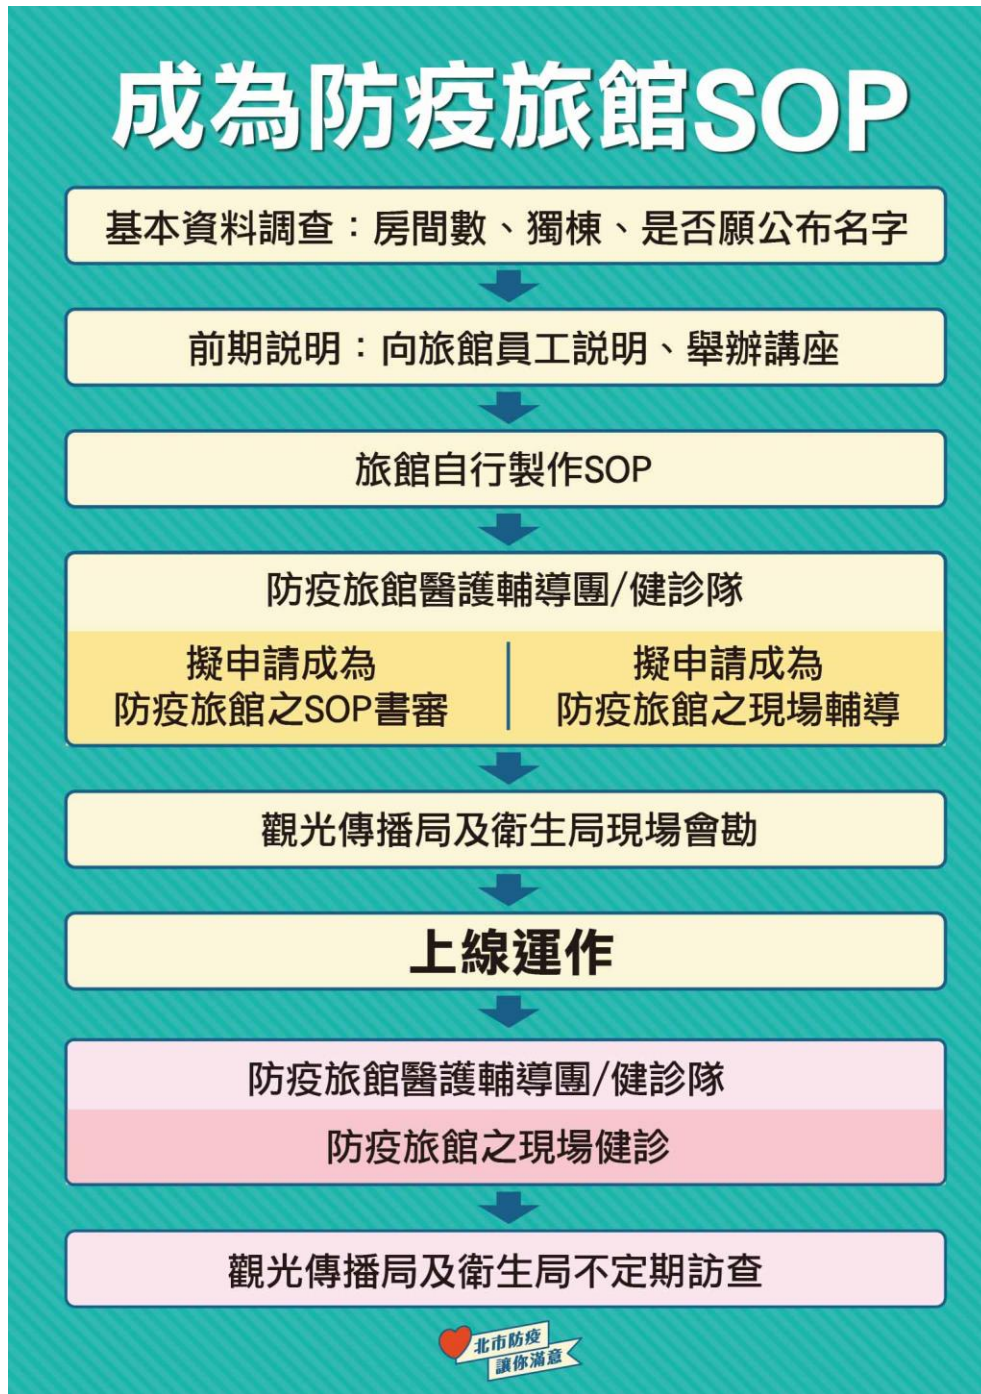 成為防疫旅館SOP
基本資料調查：房間數、獨棟、是否願公布名字
前期説明：向旅館員工説明、舉辦講座
旅館自行製作SOP
防疫旅館醫護輔導團/健診隊
擬申請成為
防疫旅館之SOP書審
擬申請成為
防疫旅館之現場輔導
觀光傳播局及衛生局現場會勘
上線運作
防疫旅館醫護輔導團/健診隊
防疫旅館之現場健診
觀光傳播局及衛生局不定期訪查
北市防疫
讓你滿意